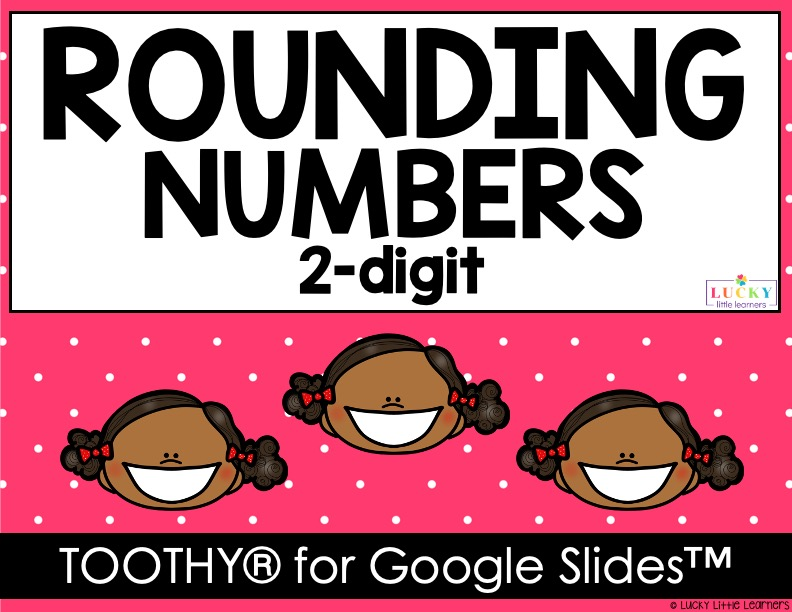 ROUNDING
NUMBERS
2-digit
LUCKY
little learners
TOOTHY® for Google Slides™
© LUCKY LITTLE LEARNERS